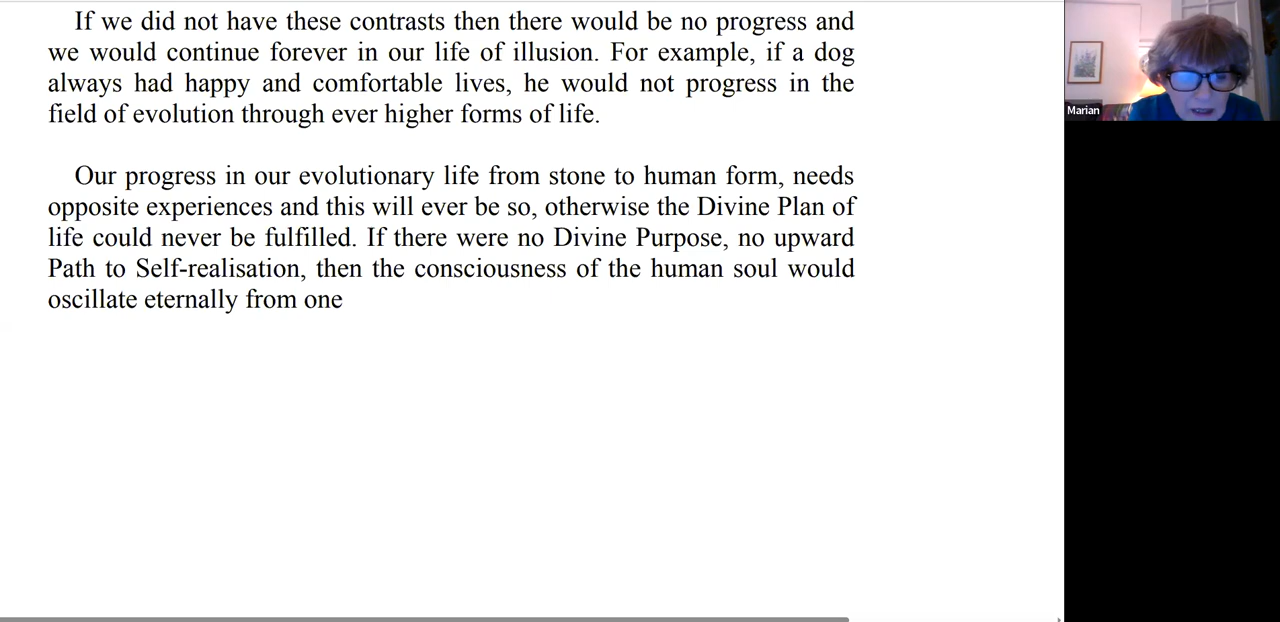 If we did not have these contrasts then there would be no progress and
we would continue forever in our life of illusion. For example, if a dog
always had happy and comfortable lives, he would not progress in the
field of evolution through ever higher forms of life.
Our progress in our evolutionary life from stone to human form, needs
opposite experiences and this will ever be so, otherwise the Divine Plan of
life could never be fulfilled. If there were no Divine Purpose, no upward
Path to Self-realisation, then the consciousness of the human soul would
oscillate eternally from one
Marian